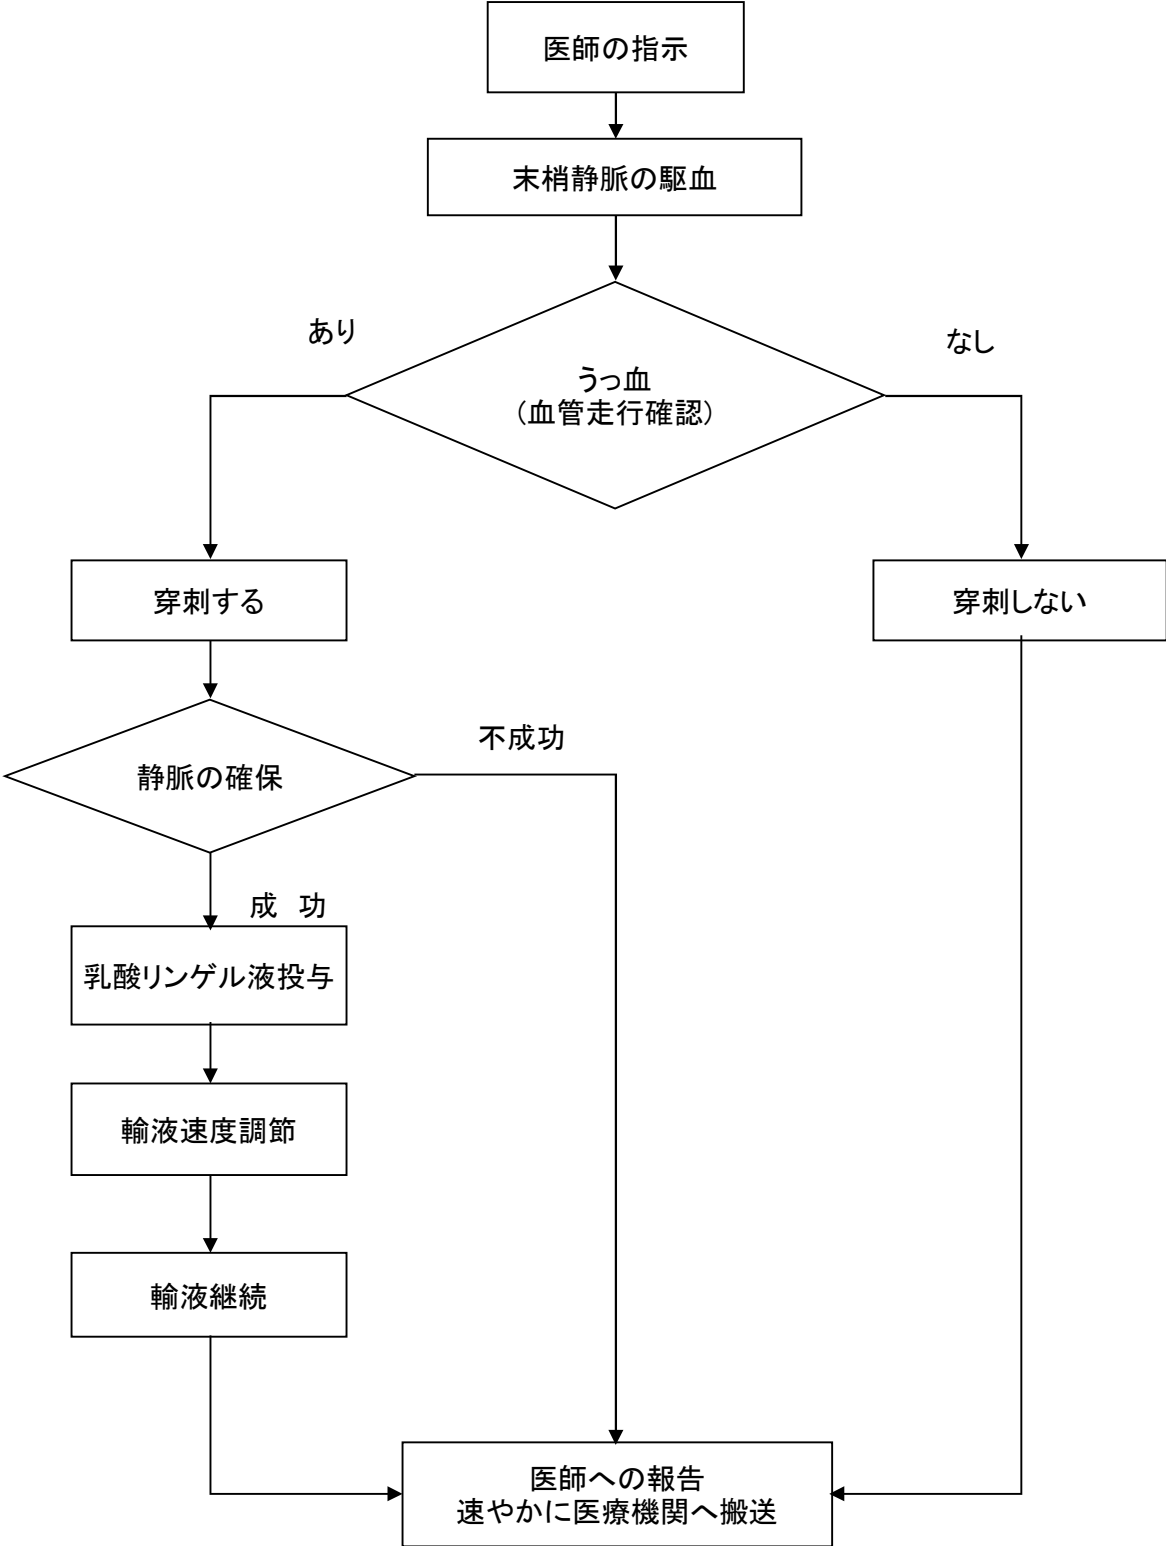 医師の指示
末梢静脈の駆血
あり
なし
うっ血
（血管走行確認）
穿刺する
穿刺しない
不成功
静脈の確保
成　功
乳酸リンゲル液投与
輸液速度調節
輸液継続
医師への報告
速やかに医療機関へ搬送